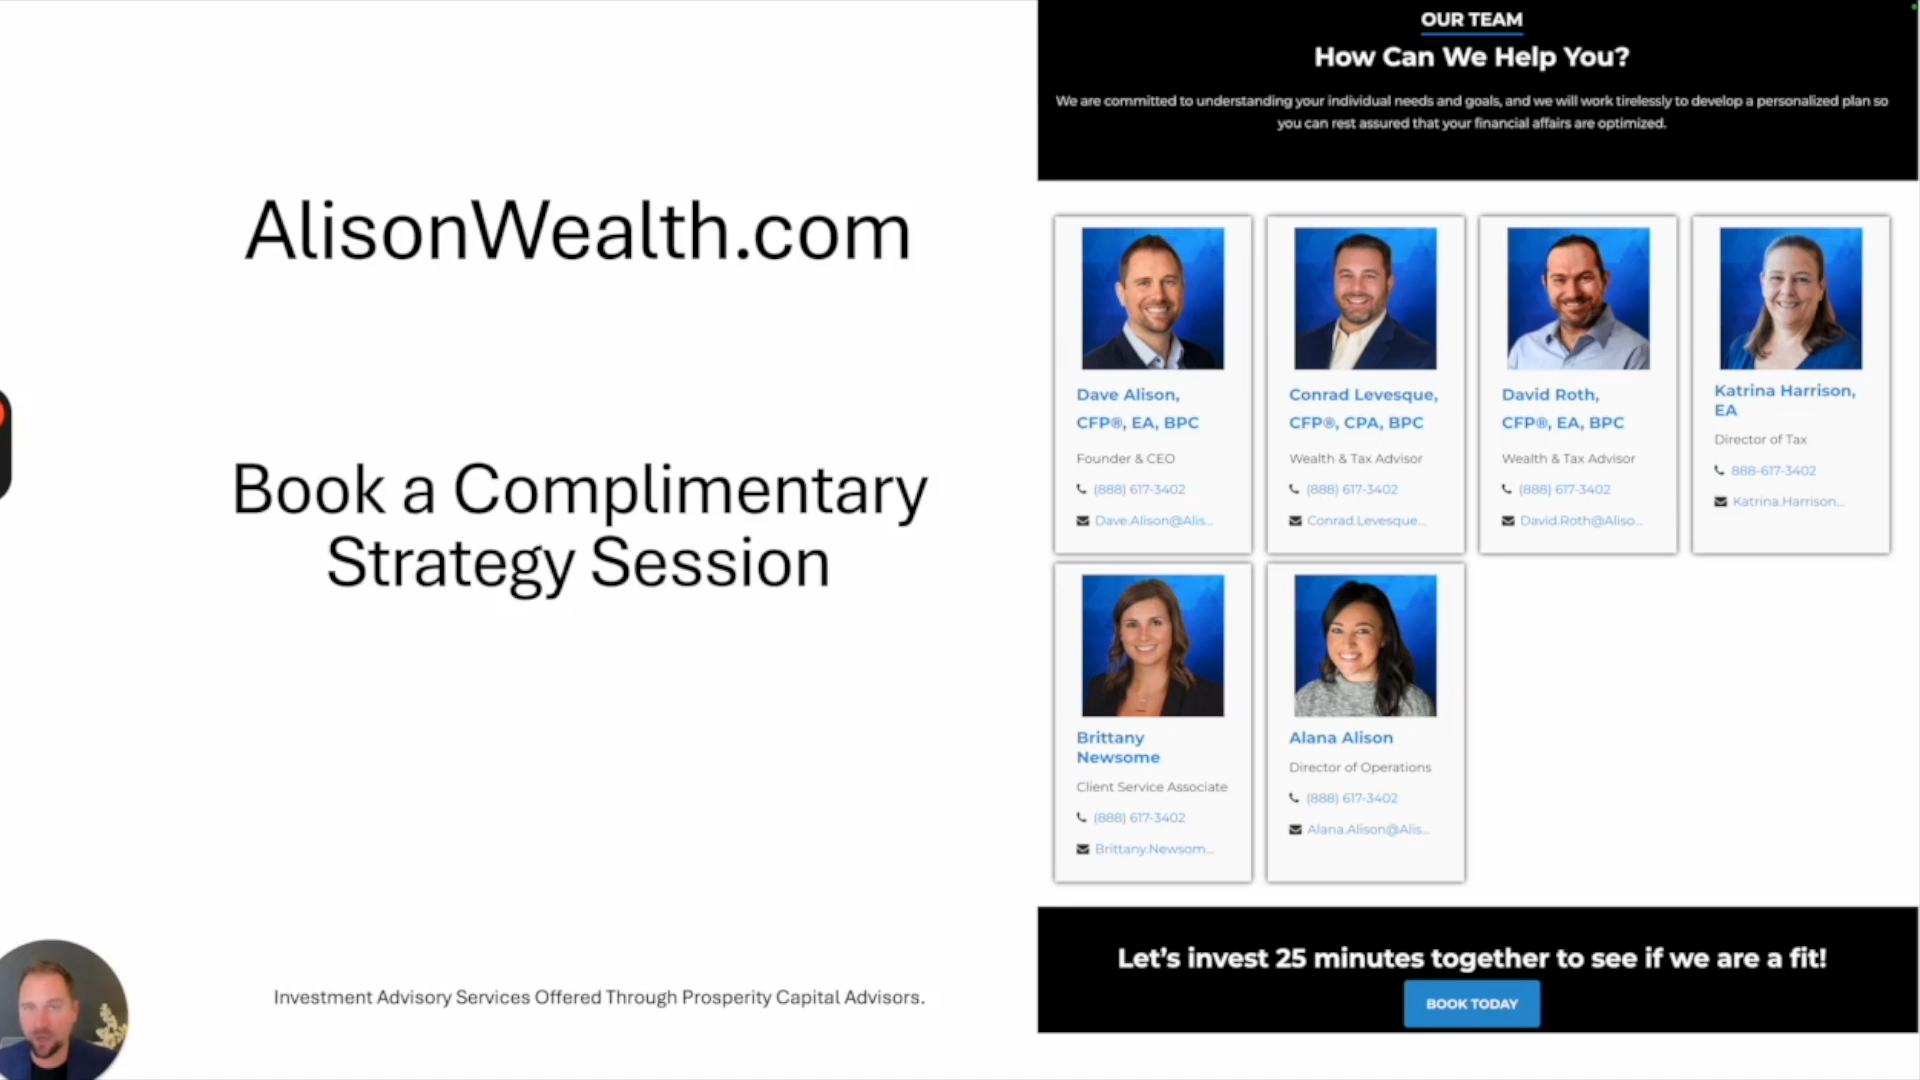 AlisonWealth.com
Book a Complimentary
Strategy Session
Investment Advisory Services Offered Through Prosperity Capital Advisors.
OUR TEAM
How Can We Help You?
We are committed to understanding your individual needs and goals, and we will work tirelessly to develop a personalized plan so
you can rest assured that your financial affairs are optimized.
Dave Alison,
CFP®, EA, BPC
Founder & CEO
(888) 617-3402
Dave.Alison@Alis...
Conrad Levesque,
CFP®, CPA, BPC
Wealth & Tax Advisor
(888) 617-3402
Conrad.Levesque...
David Roth,
CFP®, EA, BPC
Wealth & Tax Advisor
(888) 617-3402
David.Roth@Aliso...
Katrina Harrison,
EA
Director of Tax
888-617-3402
Katrina.Harrison...
Brittany
Newsome
Client Service Associate
(888) 617-3402
Brittany.Newsom...
Alana Alison
Director of Operations
(888) 617-3402
Alana.Alison@Alis...
Let's invest 25 minutes together to see if we are a fit!
BOOK TODAY